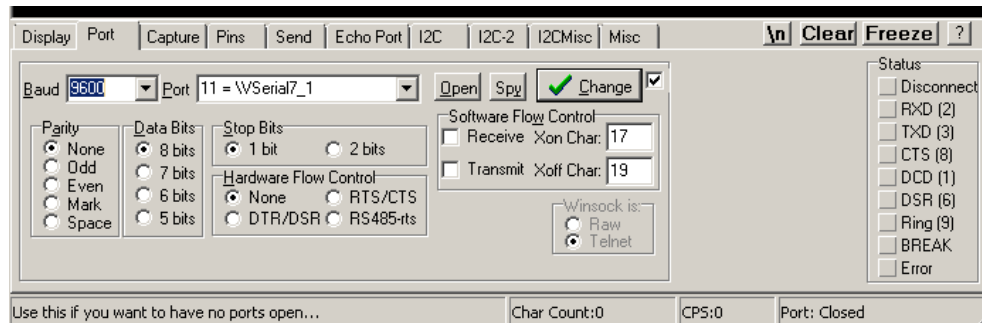 Display Port Capture Pins Send Echo Port I2C I2C-2 I2CMisc Misc \n Clear Freeze ?
Baud 9600 Port 11 = \VSerial7_1 Open Spy Change
Status
Disconnect
RXD (2)
TXD (3)
CTS (8)
DCD (1)
DSR (6)
Ring (9)
BREAK
Error
Parity
None
Odd
Even
Mark
Space
Data Bits
8 bits
7 bits
6 bits
5 bits
Stop Bits
1 bit 2 bits
Hardware Flow Control
None RTS/CTS
DTR/DSR RS485-rts
Software Flow Control
Receive Xon Char: 17
Transmit Xoff Char: 19
Winsock is:
Raw
Telnet
Use this if you want to have no ports open... Char Count:0 CPS:0 Port: Closed